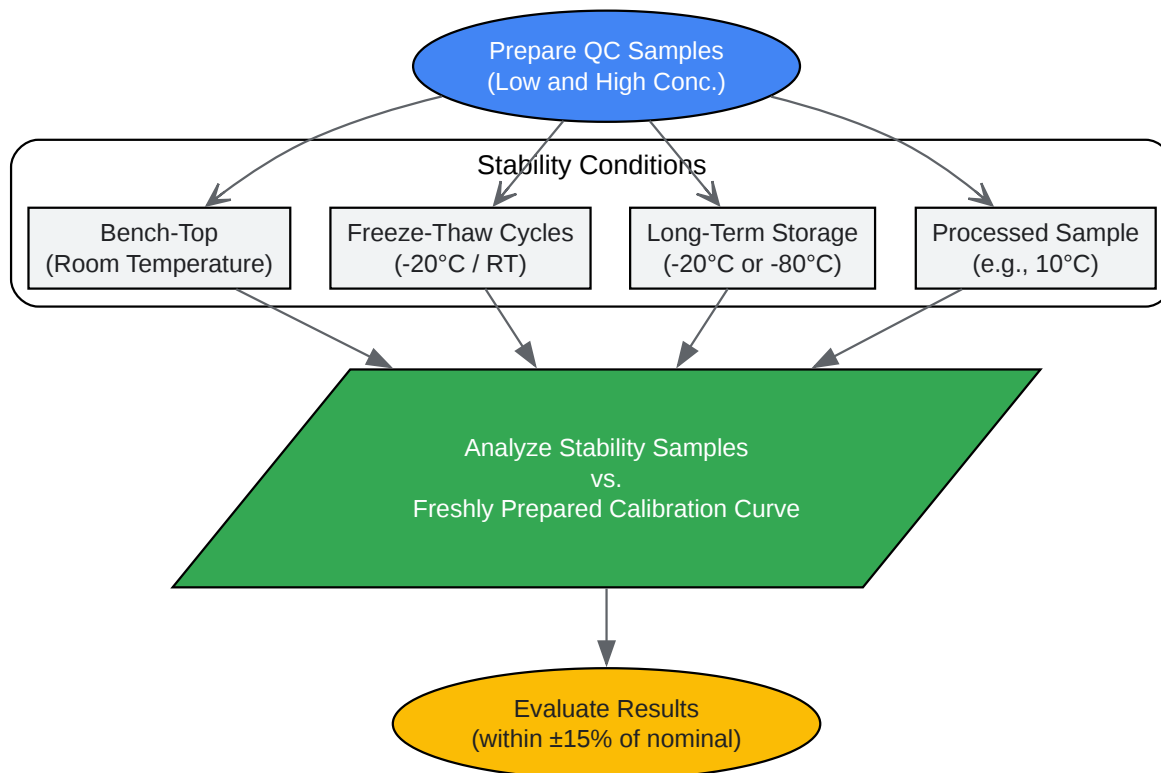 Prepare QC Samples
(Low and High Conc.)
Stability Conditions
Bench-Top
(Room Temperature)
Freeze-Thaw Cycles
(-20°C / RT)
Long-Term Storage
(-20°C or -80°C)
Processed Sample
(e.g., 10°C)
Analyze Stability Samples
vs.
Freshly Prepared Calibration Curve
Evaluate Results
(within ±15% of nominal)